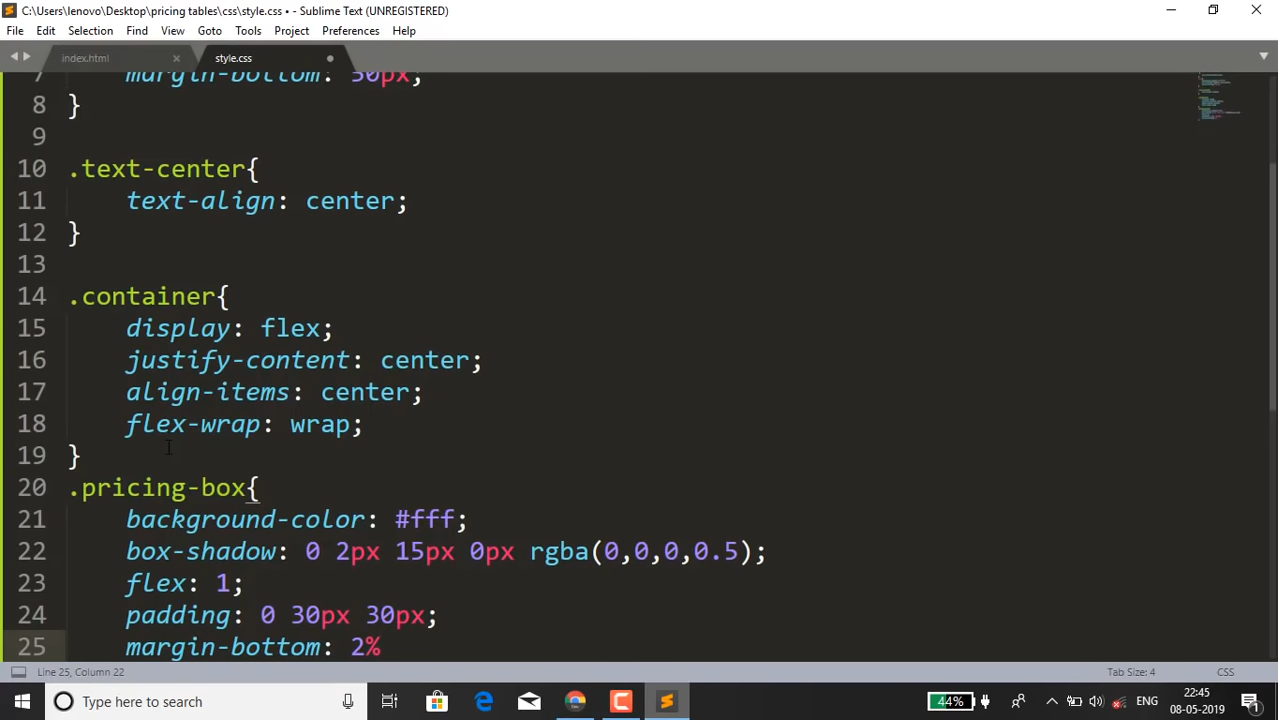 C:\Users\lenovo\Desktop\pricing tables\css\style.css • - Sublime Text (UNREGISTERED)
File Edit Selection Find View Goto Tools Project Preferences Help
index.html style.css
7 margin-bottom: 50px;
8 }
9
10 .text-center{
11 text-align: center;
12 }
13
14 .container{
15 display: flex;
16 justify-content: center;
17 align-items: center;
18 flex-wrap: wrap;
19 }
20 .pricing-box{
21 background-color: #fff;
22 box-shadow: 0 2px 15px 0px rgba(0,0,0,0.5);
23 flex: 1;
24 padding: 0 30px 30px;
25 margin-bottom: 2%
Line 25, Column 22 Tab Size: 4 CSS
Type here to search 44% ENG 22:45
08-05-2019